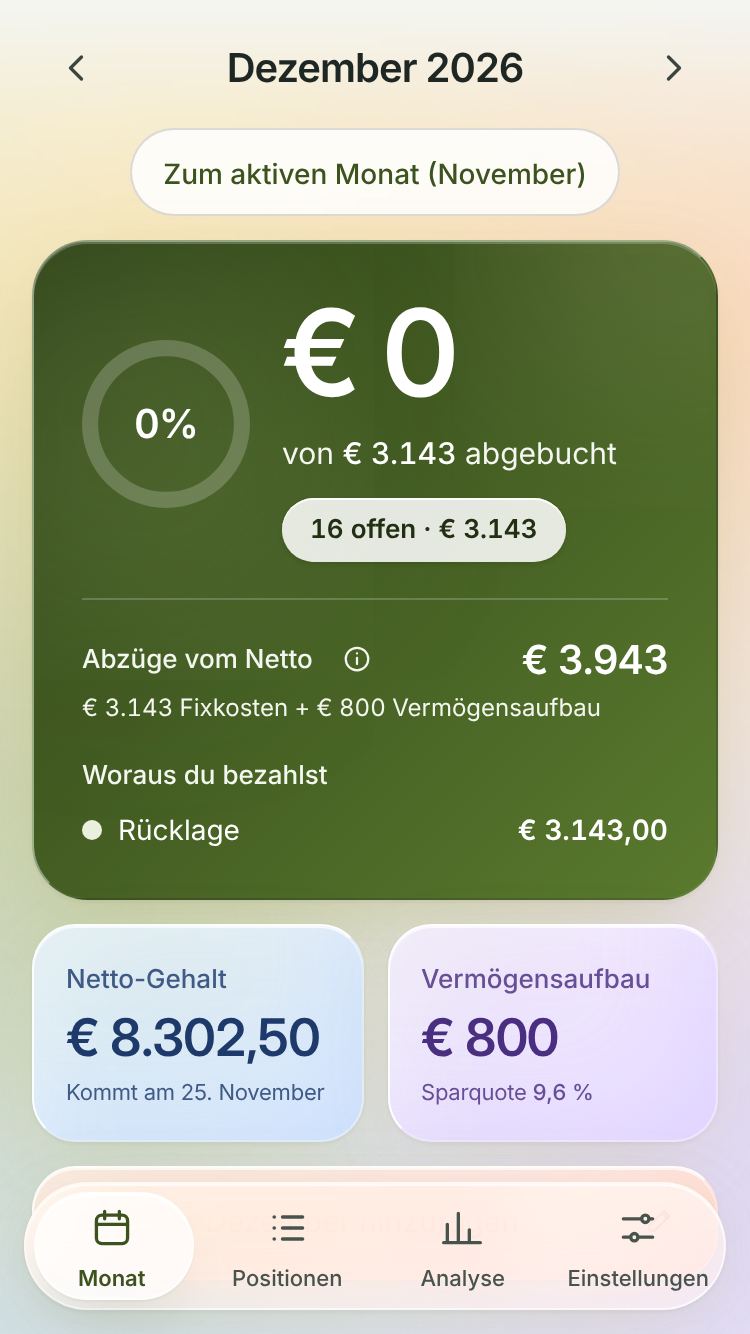 Dezember 2026
Zum aktiven Monat (November)
0%
€ 0
von € 3.143 abgebucht
16 offen · € 3.143
Abzüge vom Netto
€ 3.943
€ 3.143 Fixkosten + € 800 Vermögensaufbau
Woraus du bezahlst
Rücklage
€ 3.143,00
Netto-Gehalt
€ 8.302,50
Kommt am 25. November
Vermögensaufbau
€ 800
Sparquote 9,6 %
Monat
Positionen
Analyse
Einstellungen